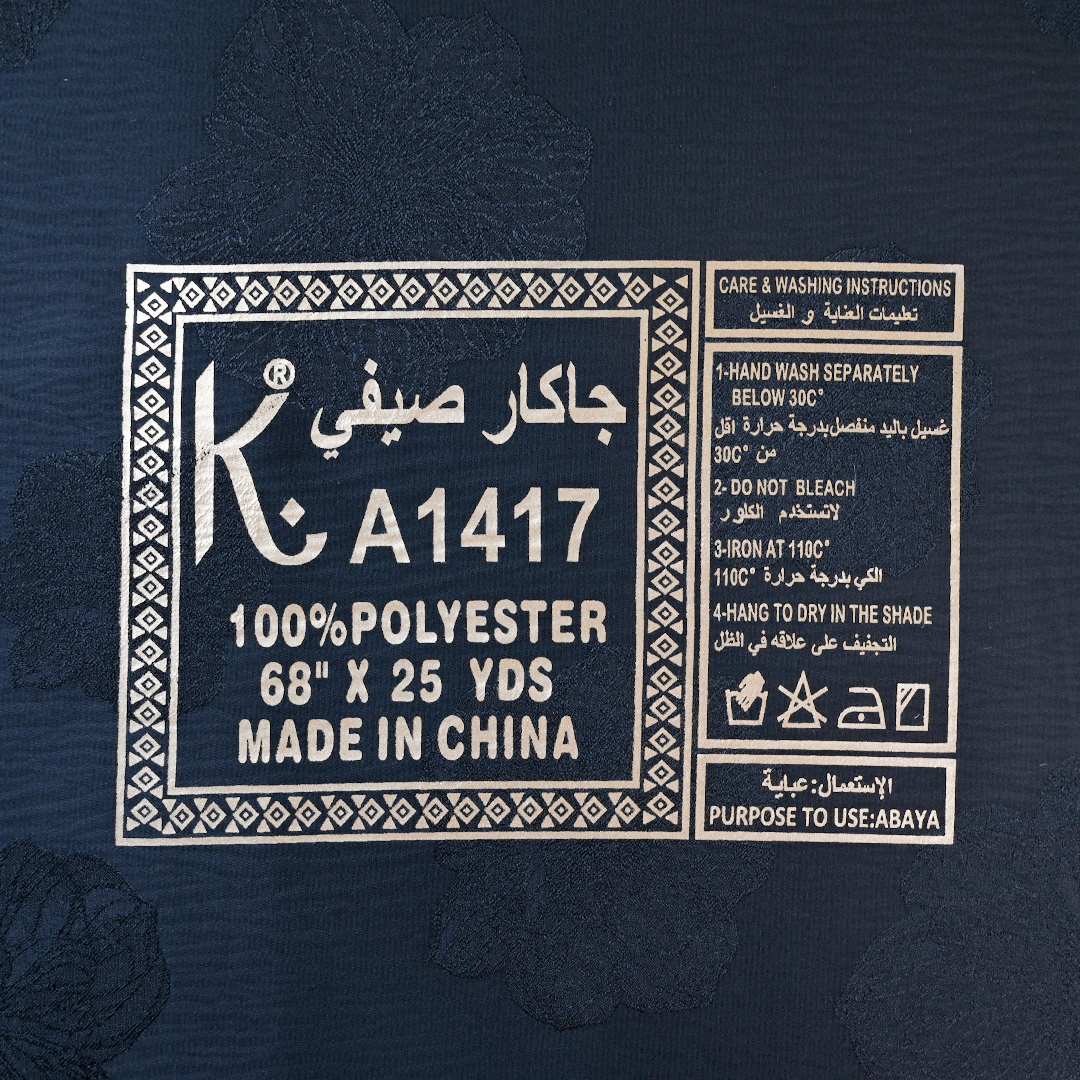 K ن ®
جاكار صيفي
A1417
100%POLYESTER
68" X 25 YDS
MADE IN CHINA
CARE & WASHING INSTRUCTIONS
تعليمات العناية و الغسيل
1-HAND WASH SEPARATELY
BELOW 30C°
غسيل باليد منفصل بدرجة حرارة اقل
من 30C°
2- DO NOT BLEACH
لاتستخدم الكلور
3-IRON AT 110C°
الكي بدرجة حرارة 110C°
4-HANG TO DRY IN THE SHADE
التجفيف على علاقه في الظل
الإستعمال:عباية
PURPOSE TO USE:ABAYA